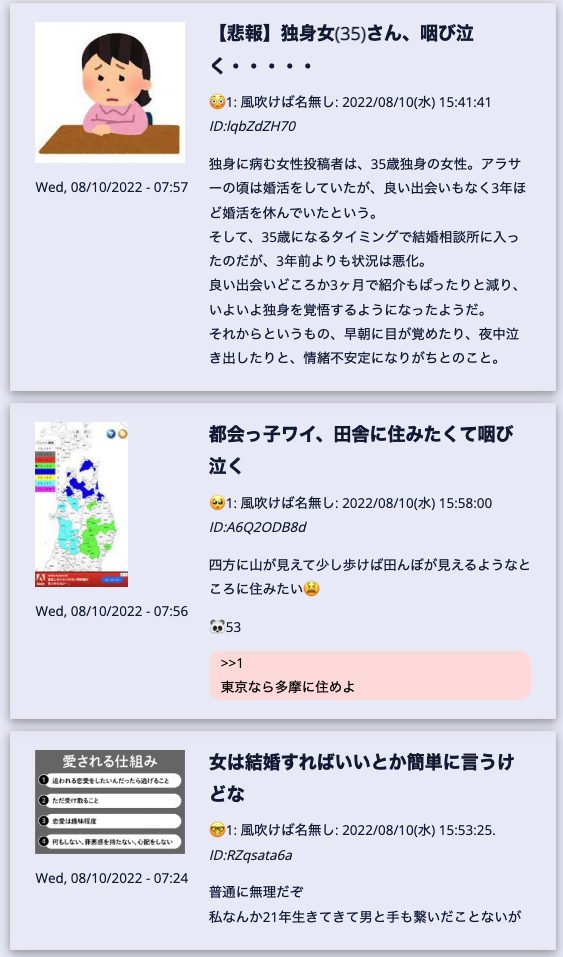 【悲報】独身女(35)さん、咽び泣
く・・・・・
😳1: 風吹けば名無し: 2022/08/10(水) 15:41:41
ID:lqbZdZH70
独身に病む女性投稿者は、35歳独身の女性。アラサ
ーの頃は婚活をしていたが、良い出会いもなく3年ほ
ど婚活を休んでいたという。
そして、35歳になるタイミングで結婚相談所に入っ
たのだが、3年前よりも状況は悪化。
良い出会いどころか3ヶ月で紹介もぱったりと減り、
いよいよ独身を覚悟するようになったようだ。
それからというもの、早朝に目が覚めたり、夜中泣
き出したりと、情緒不安定になりがちとのこと。
Wed, 08/10/2022 - 07:57
都会っ子ワイ、田舎に住みたくて咽び
泣く
🥺1: 風吹けば名無し: 2022/08/10(水) 15:58:00
ID:A6Q2ODB8d
四方に山が見えて少し歩けば田んぼが見えるようなと
ころに住みたい😫
🐼53
>>1
東京なら多摩に住めよ
Wed, 08/10/2022 - 07:56
愛される仕組み
1 追われる恋愛をしたいんだったら逃げること
2 ただ受け取ること
3 恋愛は趣味程度
4 何もしない、罪悪感を持たない、心配をしない
Wed, 08/10/2022 - 07:24
女は結婚すればいいとか簡単に言うけ
どな
🤓1: 風吹けば名無し: 2022/08/10(水) 15:53:25.
ID:RZqsata6a
普通に無理だぞ
私なんか21年生きてきて男と手も繋いだことないが